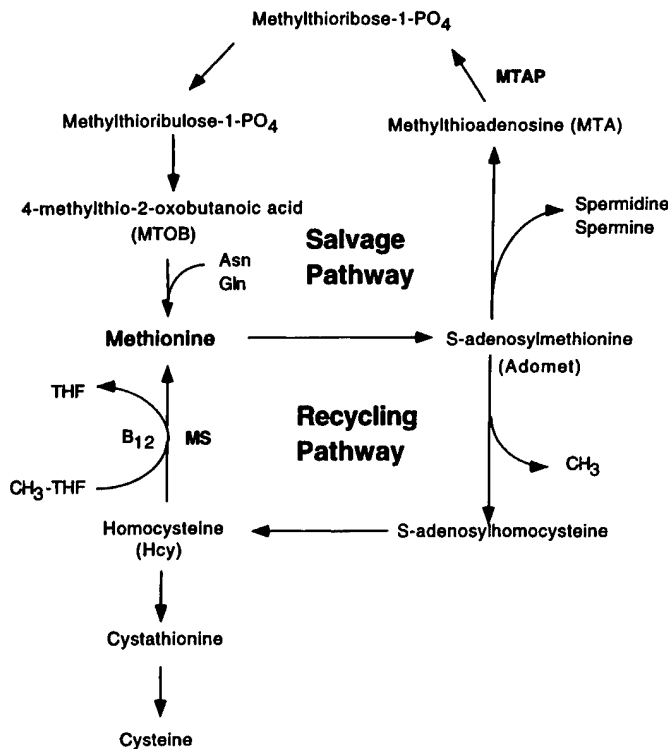 Methylthioribose-1-PO4
MTAP
Methylthioribulose-1-PO4
Methylthioadenosine (MTA)
4-methylthio-2-oxobutanoic acid
(MTOB)
Spermidine
Spermine
Salvage
Pathway
Asn
Gln
Methionine
S-adenosylmethionine
(Adomet)
THF
B12
MS
CH3-THF
Recycling
Pathway
CH3
Homocysteine
(Hcy)
S-adenosylhomocysteine
Cystathionine
Cysteine